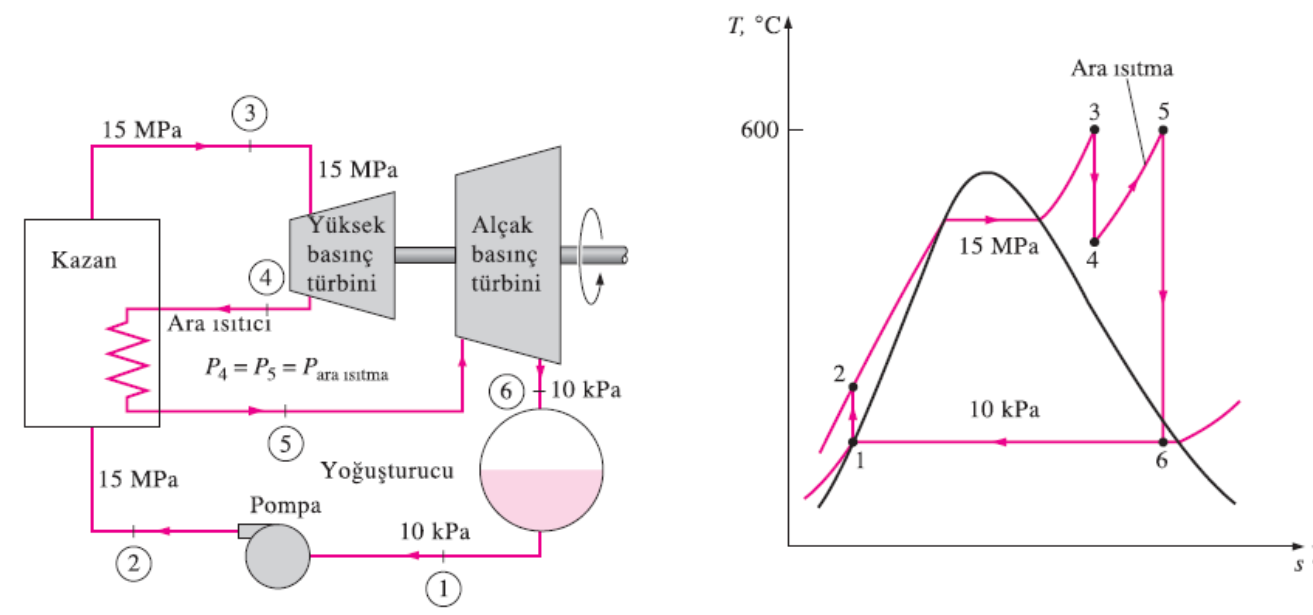 3
15 MPa
15 MPa
Kazan
Yüksek
basınç
türbini
Alçak
basınç
türbini
4
Ara ısıtıcı
P4 = P5 = Para ısıtma
6
10 kPa
5
Yoğuşturucu
15 MPa
Pompa
10 kPa
2
1
T, °C
Ara ısıtma
600
3
5
15 MPa
4
2
10 kPa
1
6
s